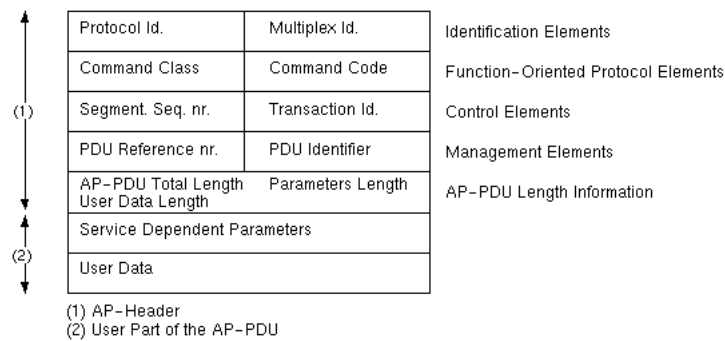 Protocol Id. Multiplex Id. Identification Elements
Command Class Command Code Function-Oriented Protocol Elements
(1) Segment. Seq. nr. Transaction Id. Control Elements
PDU Reference nr. PDU Identifier Management Elements
AP-PDU Total Length Parameters Length AP-PDU Length Information
User Data Length
Service Dependent Parameters
(2)
User Data
(1) AP-Header
(2) User Part of the AP-PDU